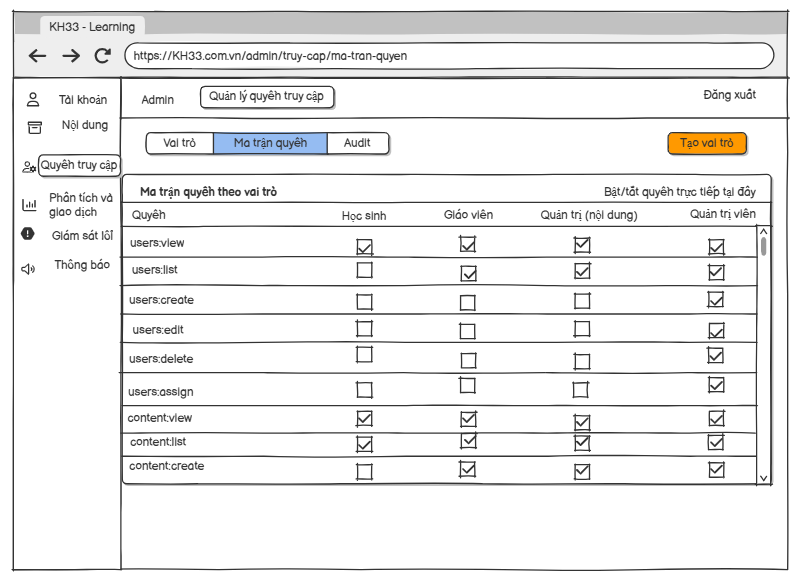 KH33 - Learning
https://KH33.com.vn/admin/truy-cap/ma-tran-quyen
Tài khoản
Nội dung
Quyền truy cập
Phân tích và
giao dịch
Giám sát lỗi
Thông báo
Admin
Quản lý quyền truy cập
Đăng xuất
Vai trò
Ma trận quyền
Audit
Tạo vai trò
Ma trận quyền theo vai trò
Bật/tắt quyền trực tiếp tại đây
Quyền Học sinh Giáo viên Quản trị (nội dung) Quản trị viên
users:view
users:list
users:create
users:edit
users:delete
users:assign
content:view
content:list
content:create